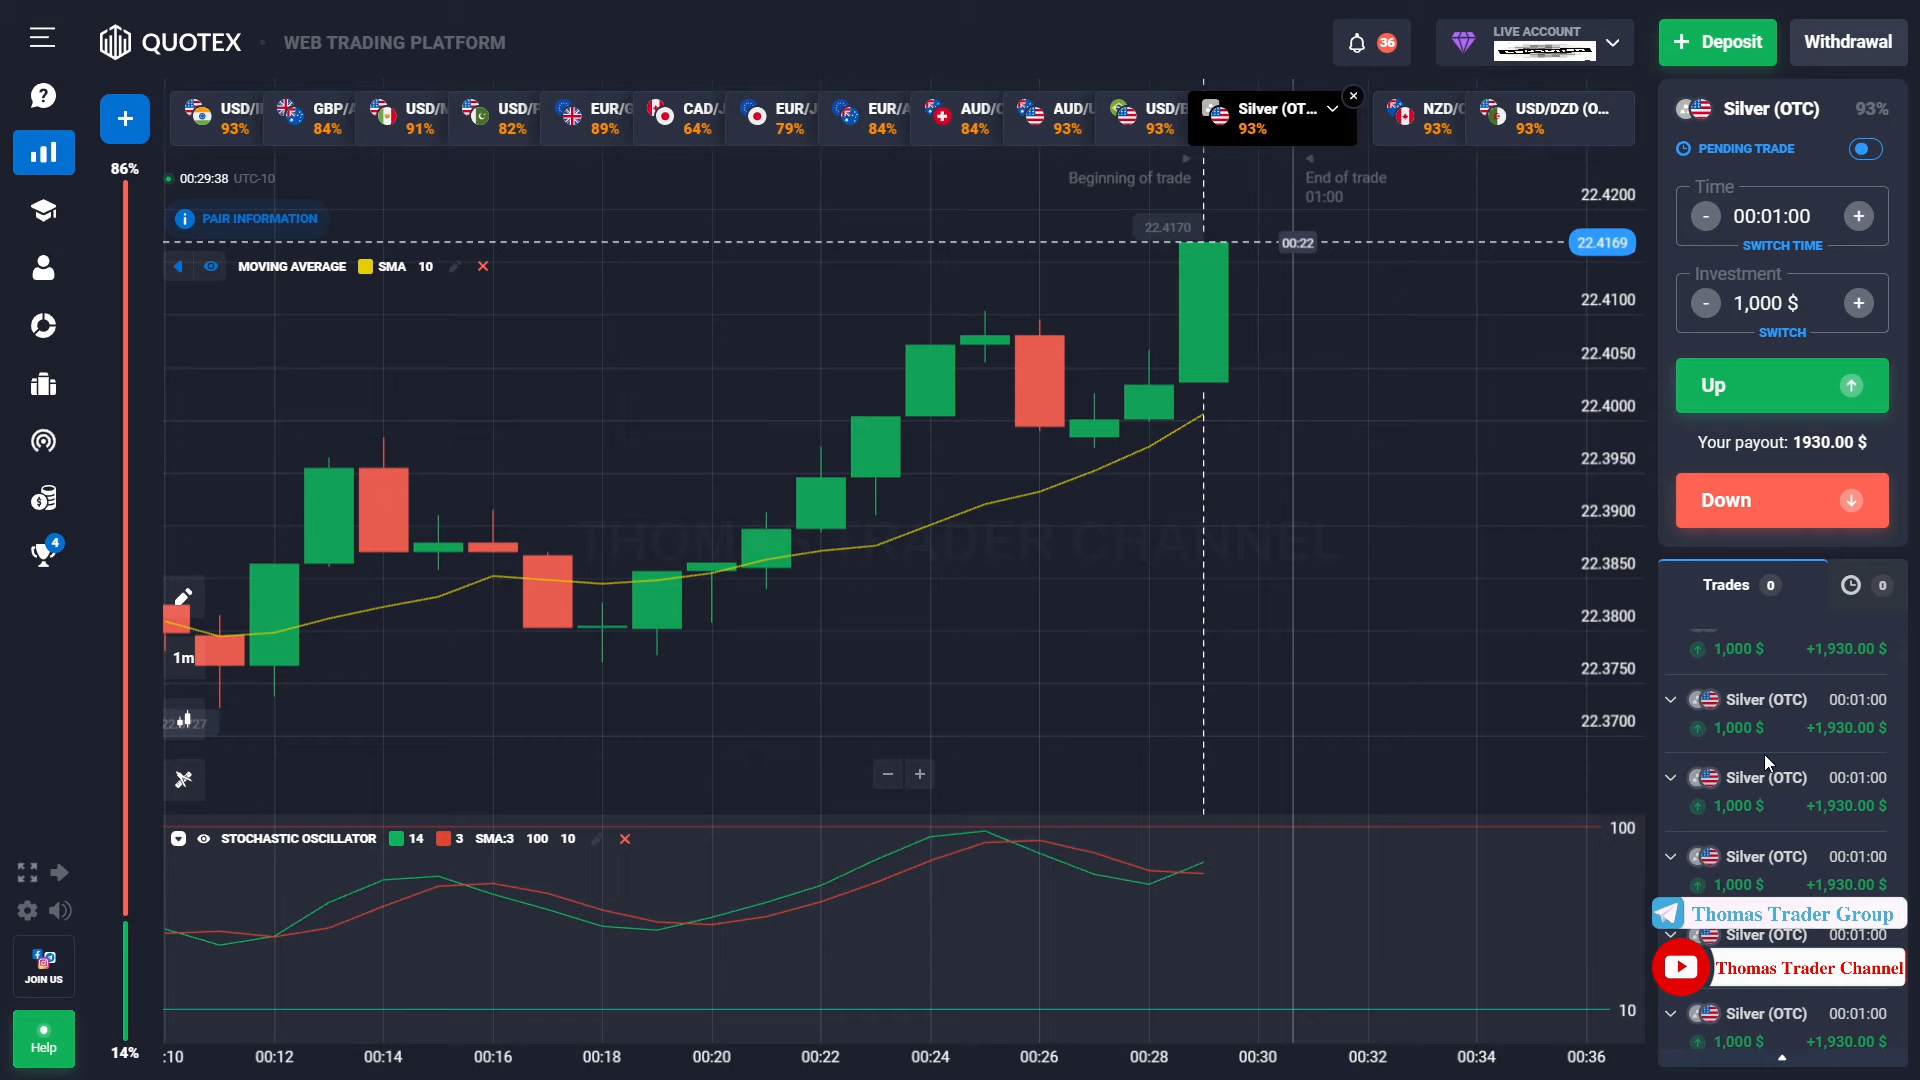 QUOTEX
WEB TRADING PLATFORM
36
LIVE ACCOUNT
+ Deposit
Withdrawal
86%
+
USD/I
93%
GBP/A
84%
91%
USD/P
82%
EUR/G
89%
CAD/J
64%
EUR/J
79%
EUR/A
84%
AUD/C
84%
AUD/U
93%
USD/B
93%
Silver (OT...
93%
NZD/C
93%
USD/DZD (O...
93%
00:29:38 UTC-10
Beginning of trade
End of trade
01:00
PAIR INFORMATION
22.4170
00:22
22.4169
MOVING AVERAGE SMA 10
22.4200
22.4100
22.4050
22.4000
22.3950
22.3900
22.3850
22.3800
22.3750
22.3700
THOMAS TRADER CHANNEL
1m
- +
STOCHASTIC OSCILLATOR 14 3 SMA:3 100 10
100
10
:10 00:12 00:14 00:16 00:18 00:20 00:22 00:24 00:26 00:28 00:30 00:32 00:34 00:36
4
JOIN US
Help
14%
Silver (OTC) 93%
PENDING TRADE
Time
- 00:01:00 +
SWITCH TIME
Investment
- 1,000 $ +
SWITCH
Up
Your payout: 1930.00 $
Down
Trades 0
0
1,000 $ +1,930.00 $
Silver (OTC) 00:01:00
1,000 $ +1,930.00 $
Silver (OTC) 00:01:00
1,000 $ +1,930.00 $
Silver (OTC) 00:01:00
1,000 $ +1,930.00 $
Thomas Trader Group
Silver (OTC) 00:01:00
Thomas Trader Channel
Silver (OTC) 00:01:00
1,000 $ +1,930.00 $